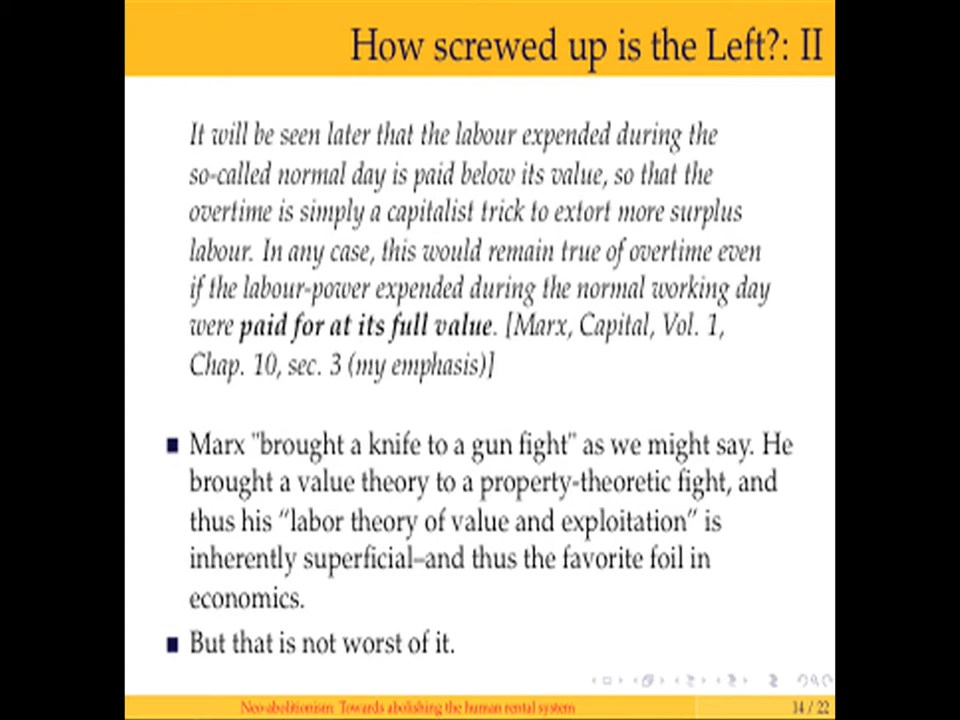 How screwed up is the Left?: II
It will be seen later that the labour expended during the
so-called normal day is paid below its value, so that the
overtime is simply a capitalist trick to extort more surplus
labour. In any case, this would remain true of overtime even
if the labour-power expended during the normal working day
were paid for at its full value. [Marx, Capital, Vol. 1,
Chap. 10, sec. 3 (my emphasis)]
Marx "brought a knife to a gun fight" as we might say. He
brought a value theory to a property-theoretic fight, and
thus his “labor theory of value and exploitation” is
inherently superficial–and thus the favorite foil in
economics.
But that is not worst of it.
Neo-abolitionism: Towards abolishing the human rental system
14 / 22